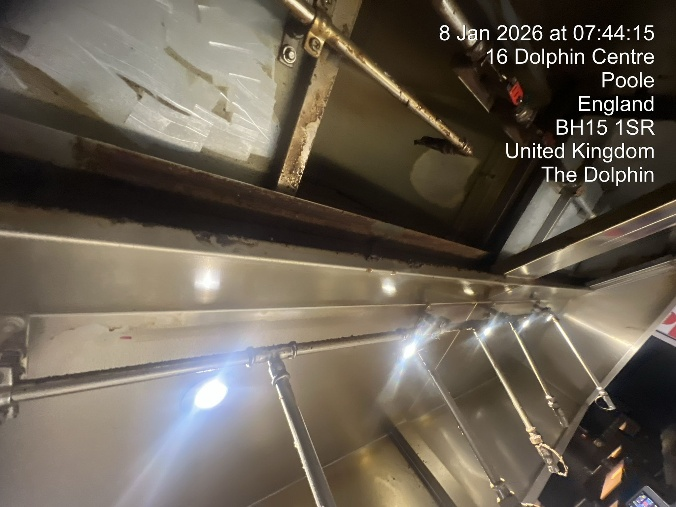 8 Jan 2026 at 07:44:15
16 Dolphin Centre
Poole
England
BH15 1SR
United Kingdom
The Dolphin